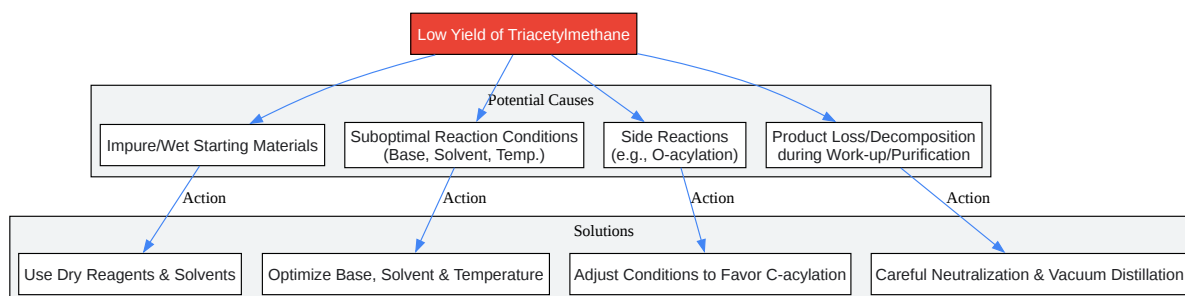 Low Yield of Triacetylmethane
Potential Causes
Impure/Wet Starting Materials
Suboptimal Reaction Conditions
(Base, Solvent, Temp.)
Side Reactions
(e.g., O-acylation)
Product Loss/Decomposition
during Work-up/Purification
Action
Action
Action
Action
Solutions
Use Dry Reagents & Solvents
Optimize Base, Solvent & Temperature
Adjust Conditions to Favor C-acylation
Careful Neutralization & Vacuum Distillation